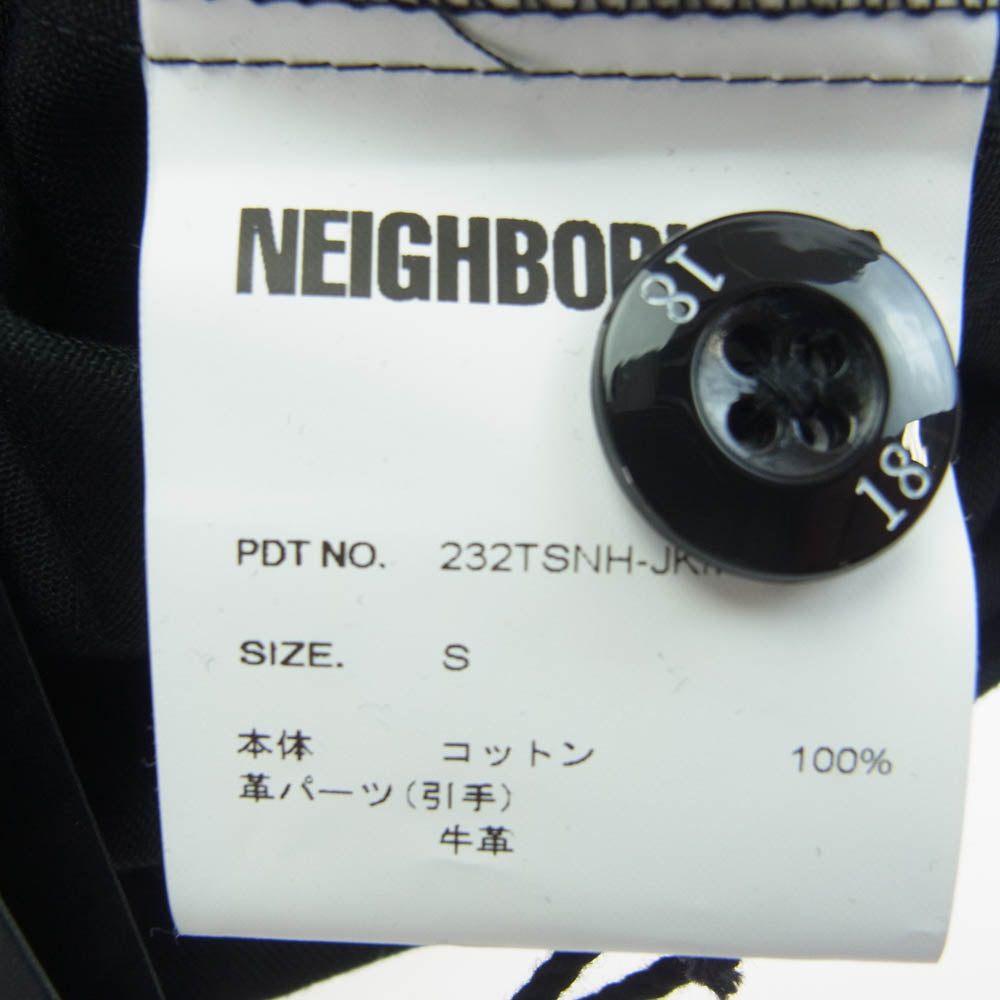 NEIGHBOR
18
18
PDT NO. 232TSNH-JK
SIZE. S
本体 コットン 100%
革パーツ(引手)
牛革